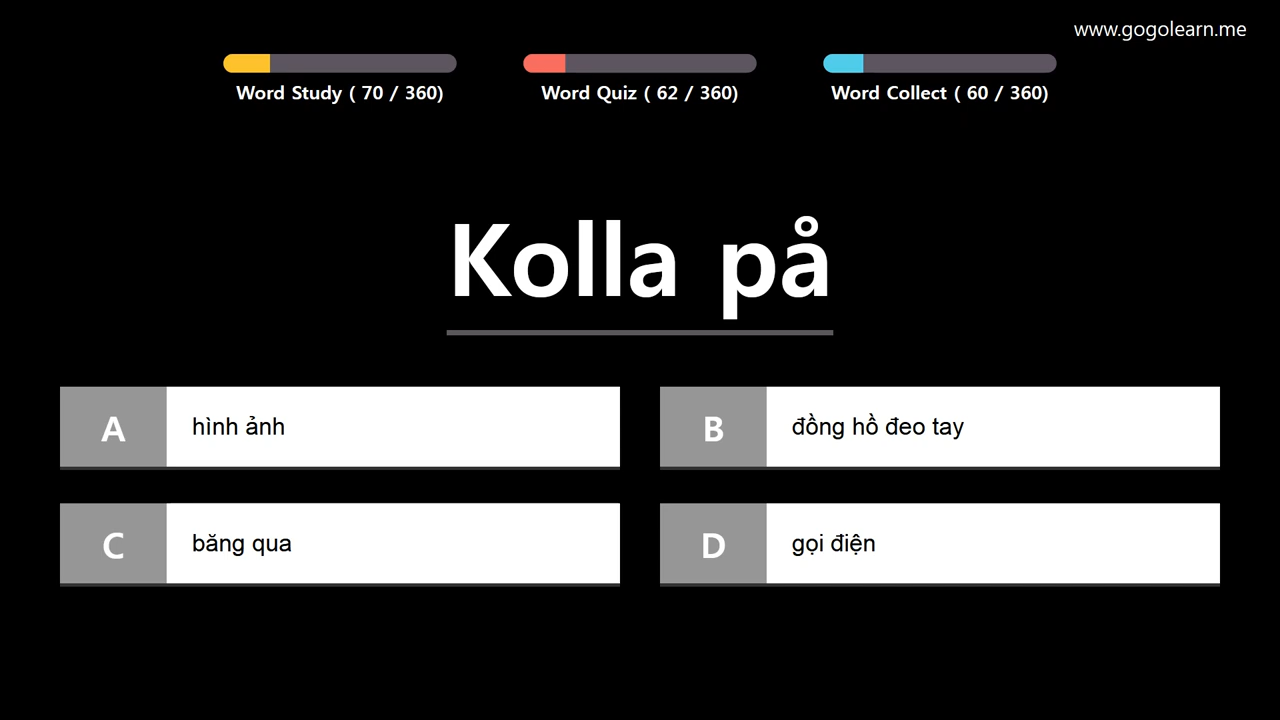 www.gogolearn.me
Word Study ( 70 / 360)
Word Quiz ( 62 / 360)
Word Collect ( 60 / 360)
Kolla på
A hình ảnh
B đồng hồ đeo tay
C băng qua
D gọi điện